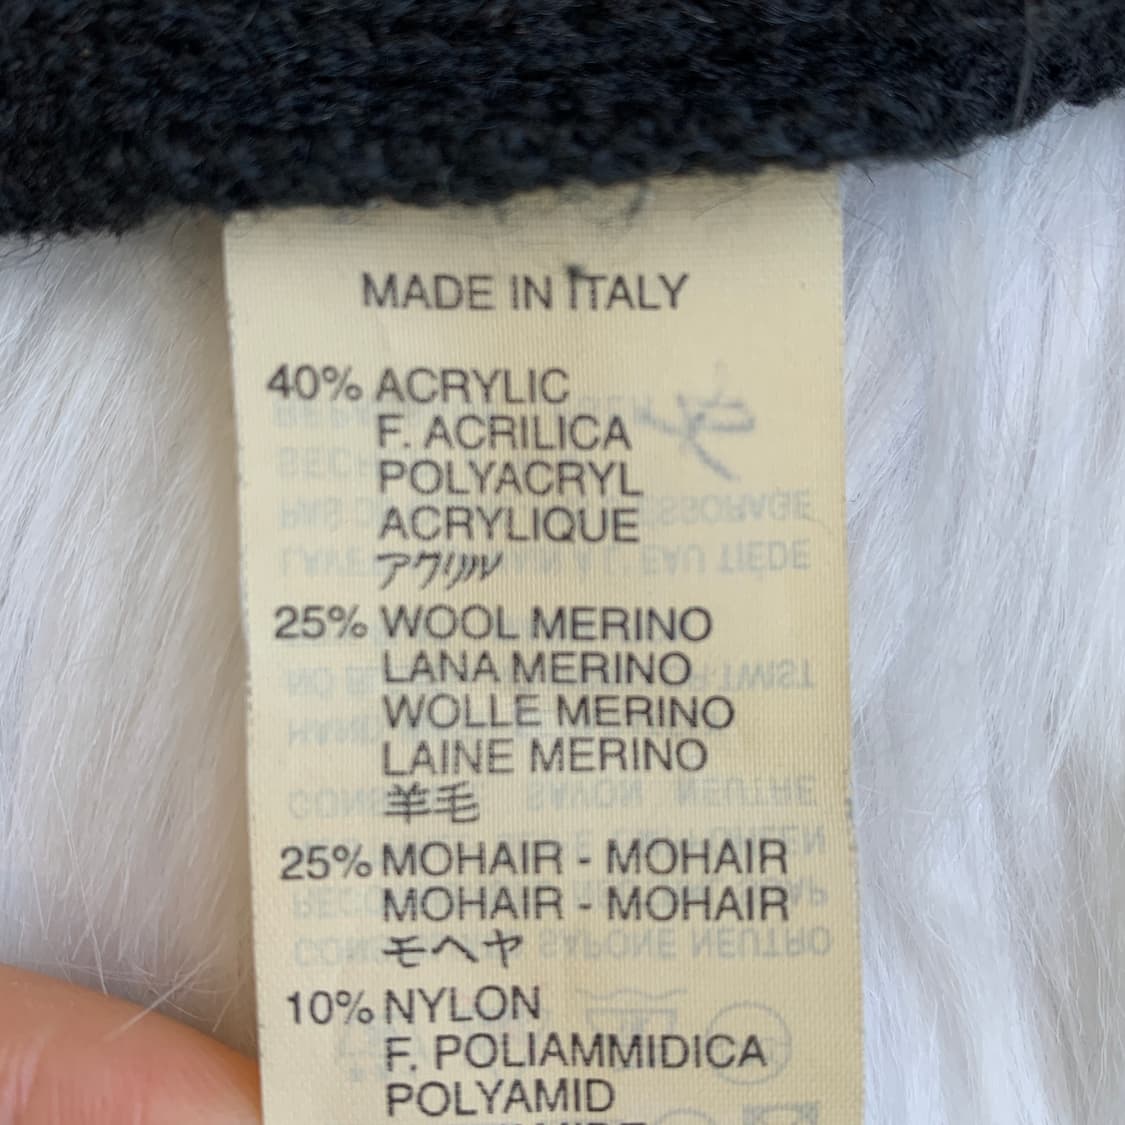 MADE IN ITALY
40% ACRYLIC
F. ACRILICA
POLYACRYL
ACRYLIQUE
アクリル
25% WOOL MERINO
LANA MERINO
WOLLE MERINO
LAINE MERINO
羊毛
25% MOHAIR - MOHAIR
MOHAIR - MOHAIR
モヘヤ
10% NYLON
F. POLIAMMIDICA
POLYAMID